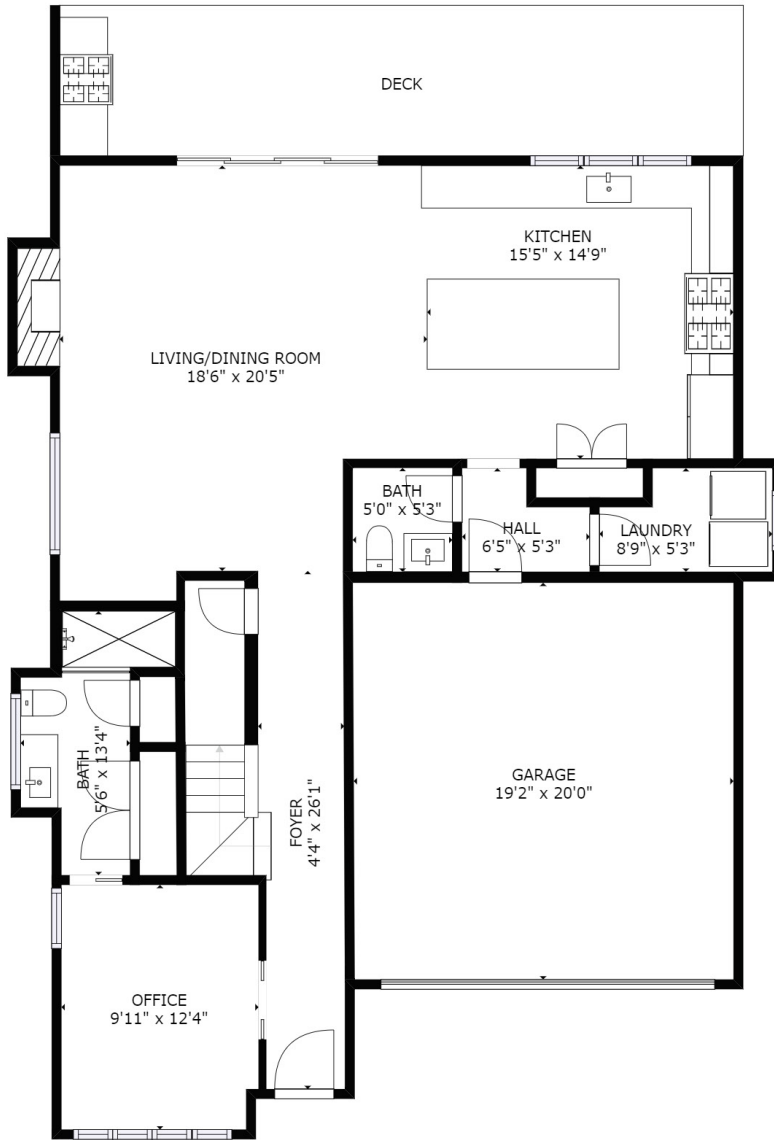 DECK
KITCHEN
15'5" x 14'9"
LIVING/DINING ROOM
18'6" x 20'5"
BATH
5'0" x 5'3"
HALL
6'5" x 5'3"
LAUNDRY
8'9" x 5'3"
BATH
5'6" x 13'4"
FOYER
4'4" x 26'1"
GARAGE
19'2" x 20'0"
OFFICE
9'11" x 12'4"